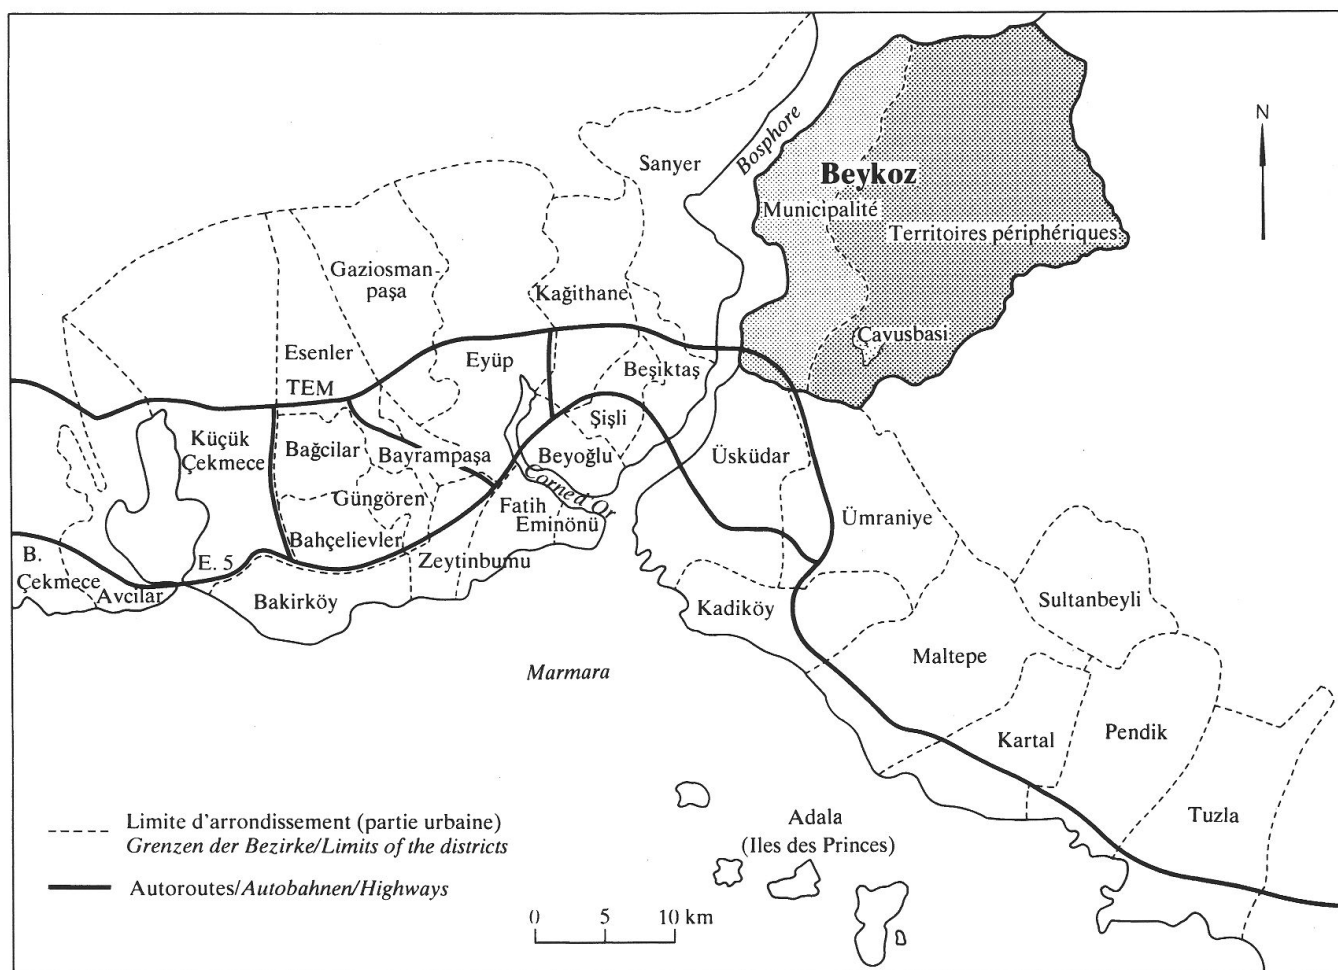 N
Bosphore
Sanyer
Beykoz
Municipalité
Territoires périphériques
Gaziosman-
paşa
Kağithane
Çavusbasi
Esenler
Eyüp
Beşiktaş
TEM
Şişli
Küçük
Çekmece
Bağcilar
Bayrampaşa
Beyoğlu
Üsküdar
Corne d'Or
Güngören
Fatih
Eminönü
Ümraniye
Bahçelievler
B.
Çekmece
E. 5
Zeytinbumu
Avcilar
Bakirköy
Kadiköy
Sultanbeyli
Marmara
Maltepe
Kartal
Pendik
Tuzla
Adala
(Iles des Princes)
Limite d'arrondissement (partie urbaine)
Grenzen der Bezirke/Limits of the districts
Autoroutes/Autobahnen/Highways
0 5 10 km